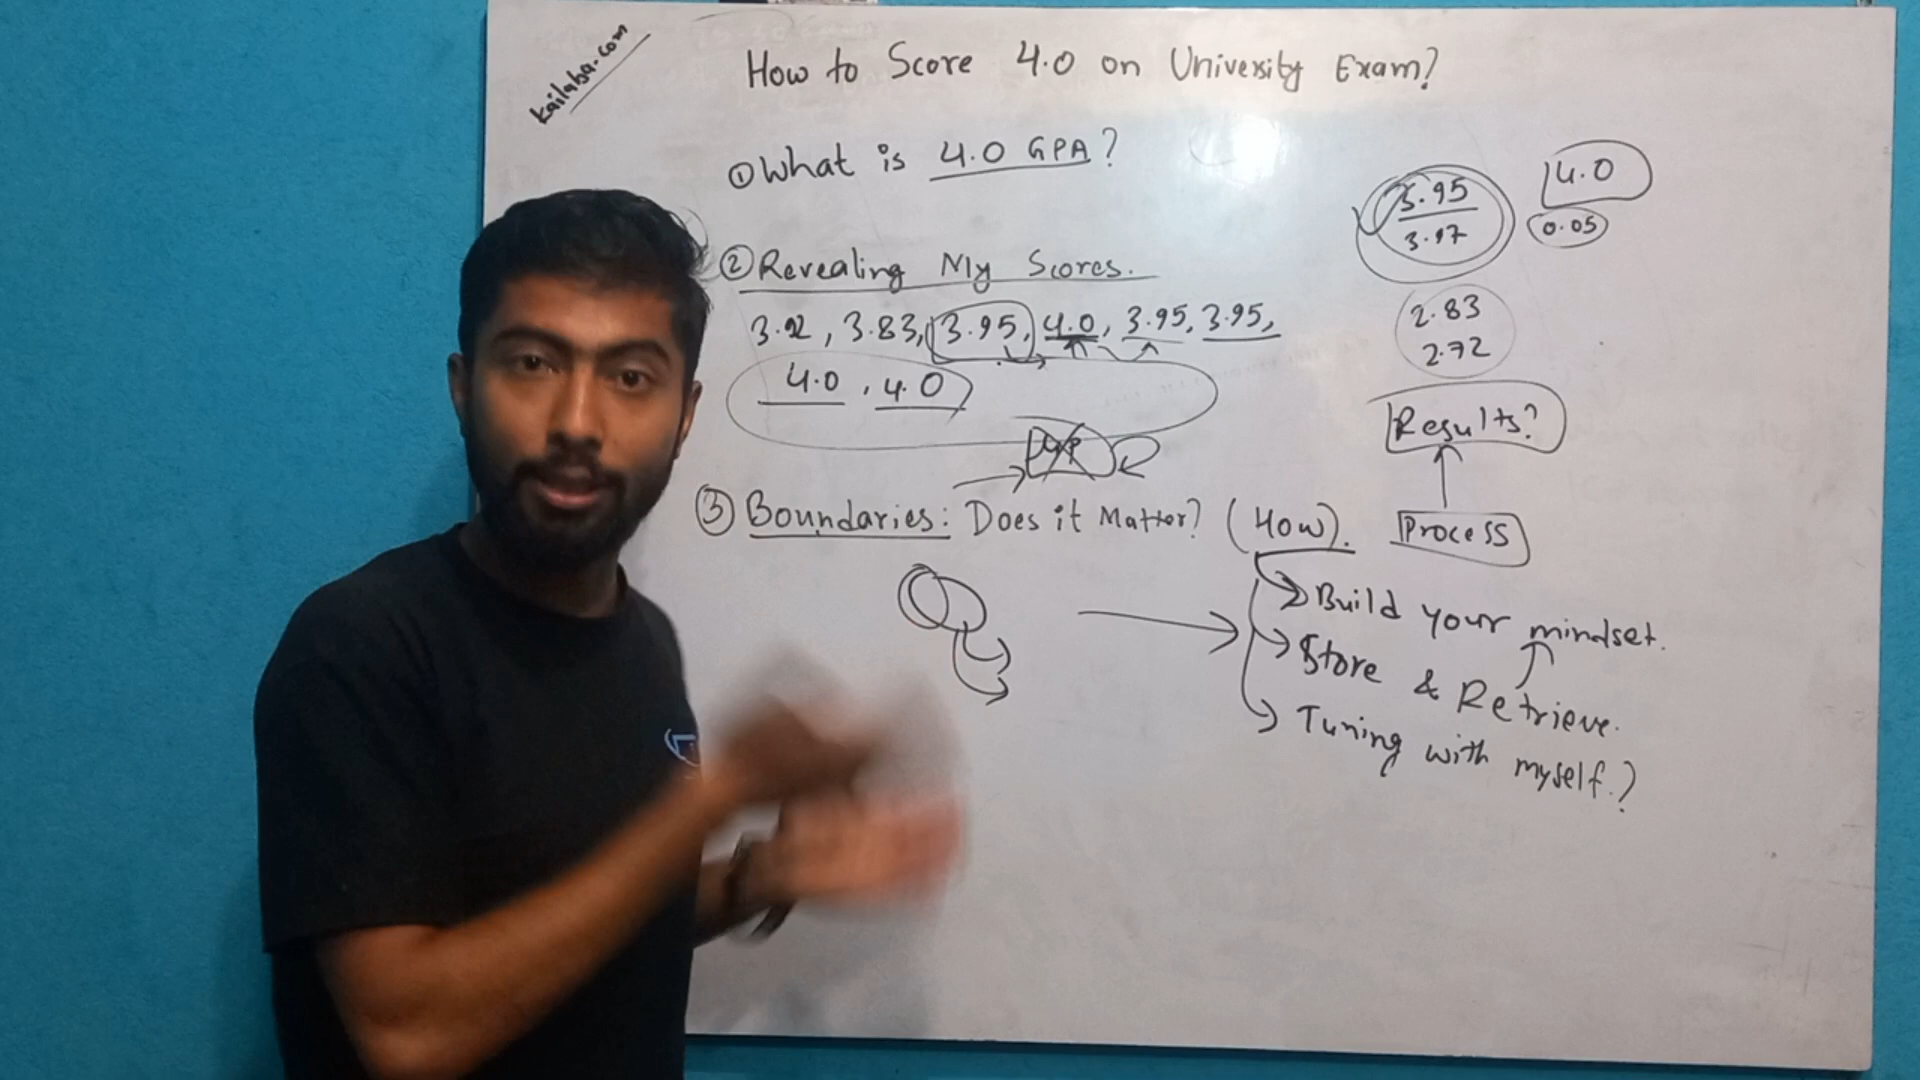 kailaba.com
How to Score 4.0 on University Exam?
① What is 4.0 GPA?
② Revealing My Scores.
3.92, 3.83, 3.95, 4.0, 3.95, 3.95,
4.0, 4.0
③ Boundaries: Does it Matter? (How).
3.95
3.97
4.0
0.05
2.83
2.72
Results?
Process
Build your mindset.
Store & Retrieve.
Tuning with myself.?